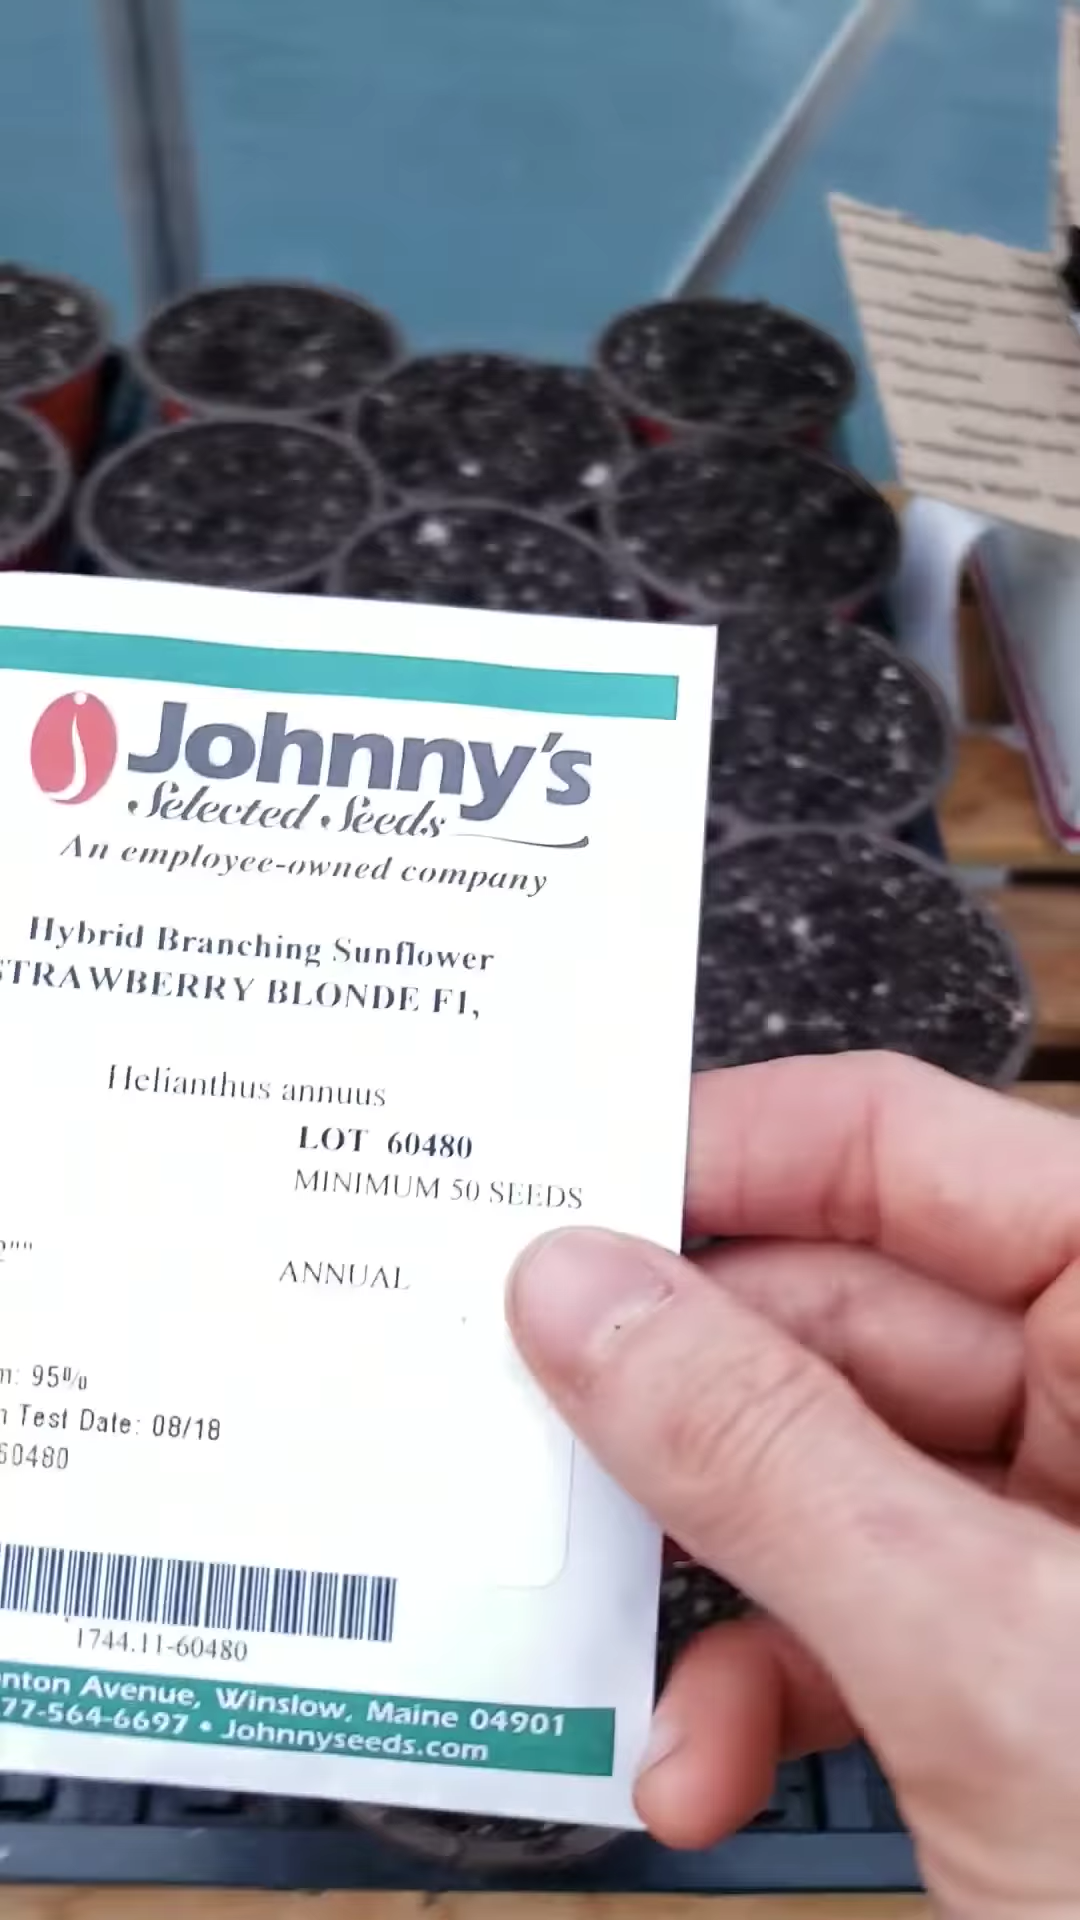 Johnny's
Selected Seeds
An employee-owned company
Hybrid Branching Sunflower
STRAWBERRY BLONDE F1,
Helianthus annuus
LOT 60480
MINIMUM 50 SEEDS
ANNUAL
95%
Test Date: 08/18
60480
1744.11-60480
Avenue, Winslow, Maine 04901
77-564-6697 • Johnnyseeds.com